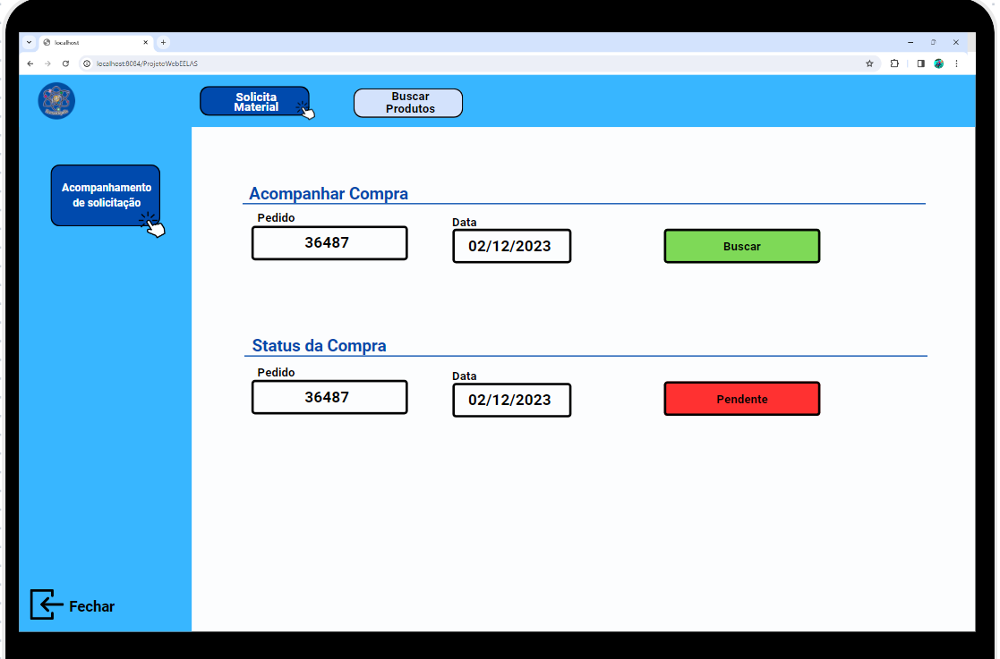 localhost
localhost:8084/ProjetoWebEELAS
Solicita
Material
Buscar
Produtos
Acompanhamento
de solicitação
Acompanhar Compra
Pedido
Data
36487
02/12/2023
Buscar
Status da Compra
Pedido
Data
36487
02/12/2023
Pendente
Fechar